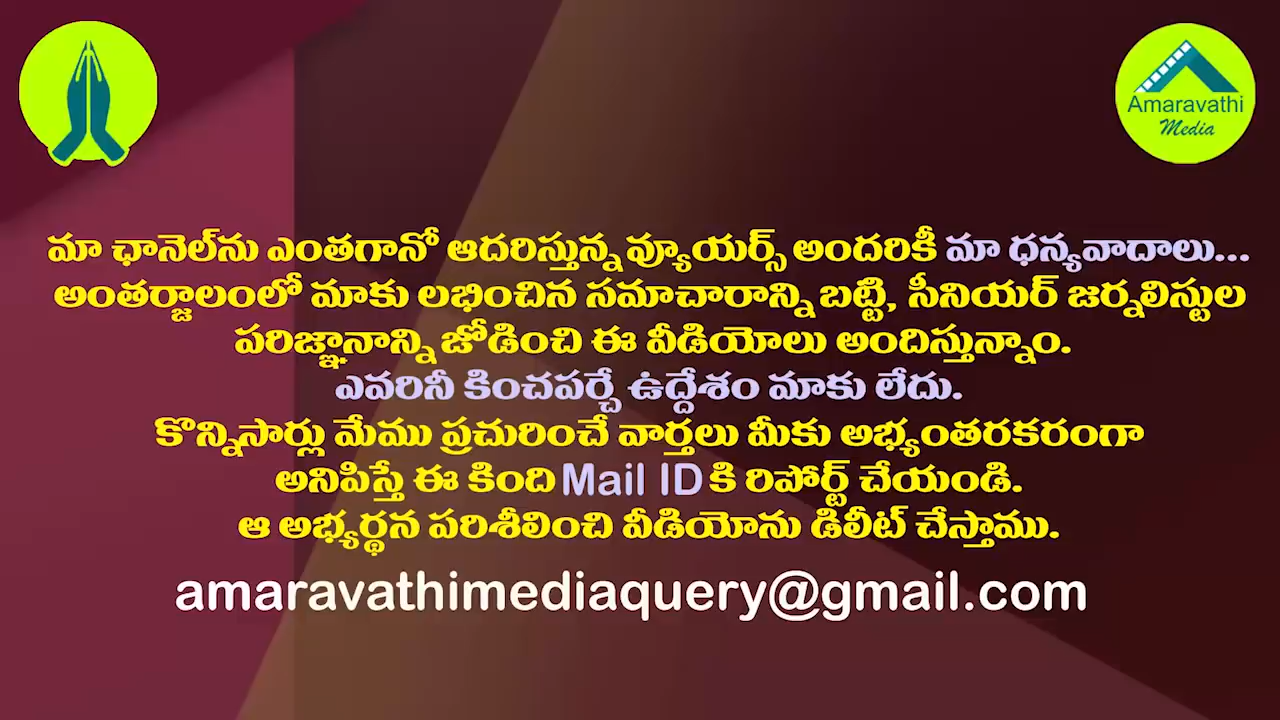 Amaravathi
Media
మా ఛానెల్‌ను ఎంతగానో ఆదరిస్తున్న వ్యూయర్స్ అందరికీ మా ధన్యవాదాలు...
అంతర్జాలంలో మాకు లభించిన సమాచారాన్ని బట్టి, సీనియర్ జర్నలిస్టుల
పరిజ్ఞానాన్ని జోడించి ఈ వీడియోలు అందిస్తున్నాం.
ఎవరినీ కించపర్చే ఉద్దేశం మాకు లేదు.
కొన్నిసార్లు మేము ప్రచురించే వార్తలు మీకు అభ్యంతరకరంగా
అనిపిస్తే ఈ కింది Mail ID కి రిపోర్ట్ చేయండి.
ఆ అభ్యర్థన పరిశీలించి వీడియోను డిలీట్ చేస్తాము.
amaravathimediaquery@gmail.com